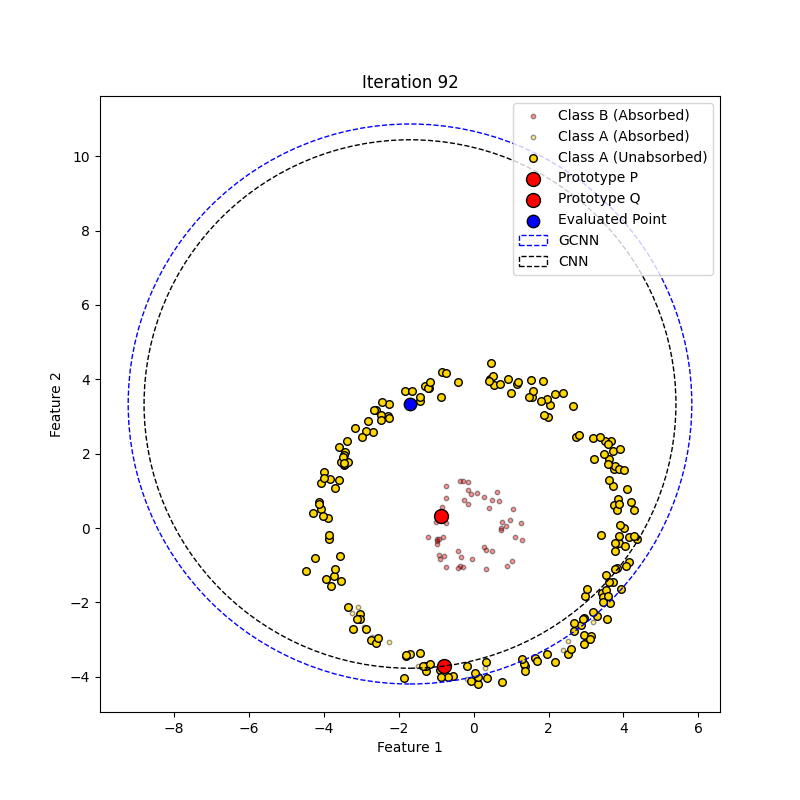 Iteration 92
Class B (Absorbed)
Class A (Absorbed)
Class A (Unabsorbed)
Prototype P
Prototype Q
Evaluated Point
GCNN
CNN
Feature 2
10
8
6
4
2
0
−2
−4
−8
−6
−4
−2
0
2
4
6
Feature 1